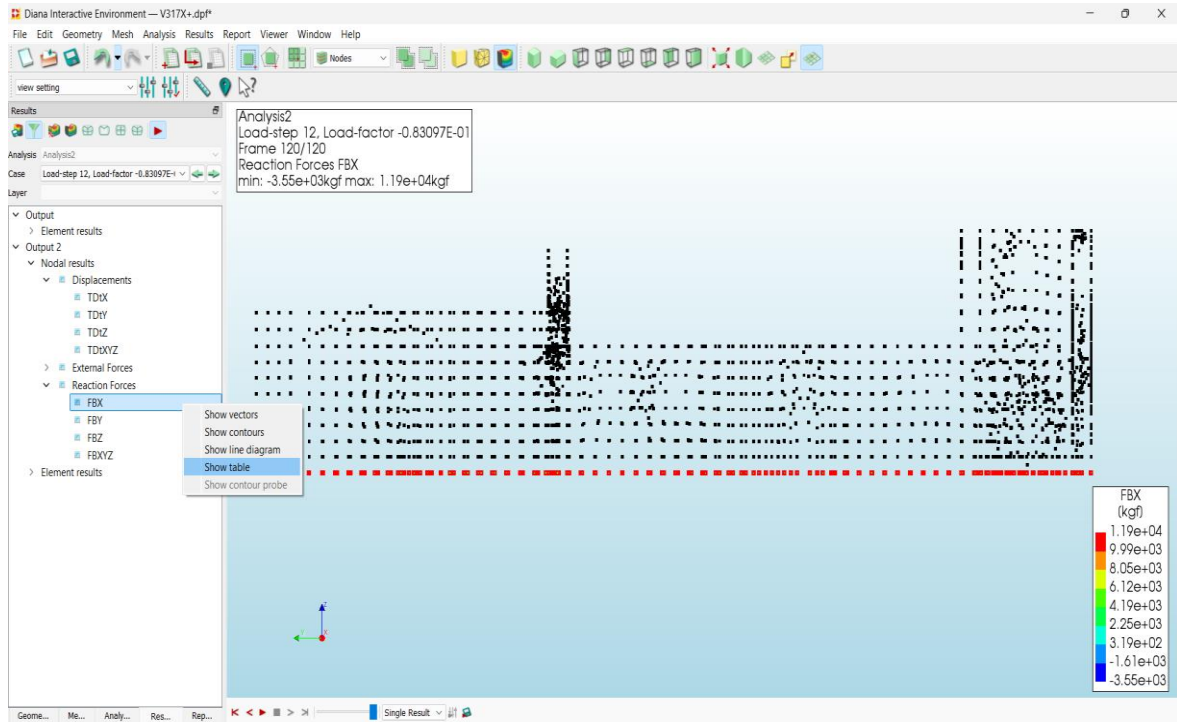 Diana Interactive Environment — V317X+.dpf*
File Edit Geometry Mesh Analysis Results Report Viewer Window Help
Nodes
view setting
Results
Analysis Analysis2
Case Load-step 12, Load-factor -0.83097E-
Layer
Output
Element results
Output 2
Nodal results
Displacements
TDtX
TDtY
TDtZ
TDtXYZ
External Forces
Reaction Forces
FBX
FBY
FBZ
FBXYZ
Element results
Show vectors
Show contours
Show line diagram
Show table
Show contour probe
Analysis2
Load-step 12, Load-factor -0.83097E-01
Frame 120/120
Reaction Forces FBX
min: -3.55e+03kgf max: 1.19e+04kgf
FBX
(kgf)
1.19e+04
9.99e+03
8.05e+03
6.12e+03
4.19e+03
2.25e+03
3.19e+02
-1.61e+03
-3.55e+03
Z
Y X
Geome... Me... Analy... Res... Rep...
Single Result